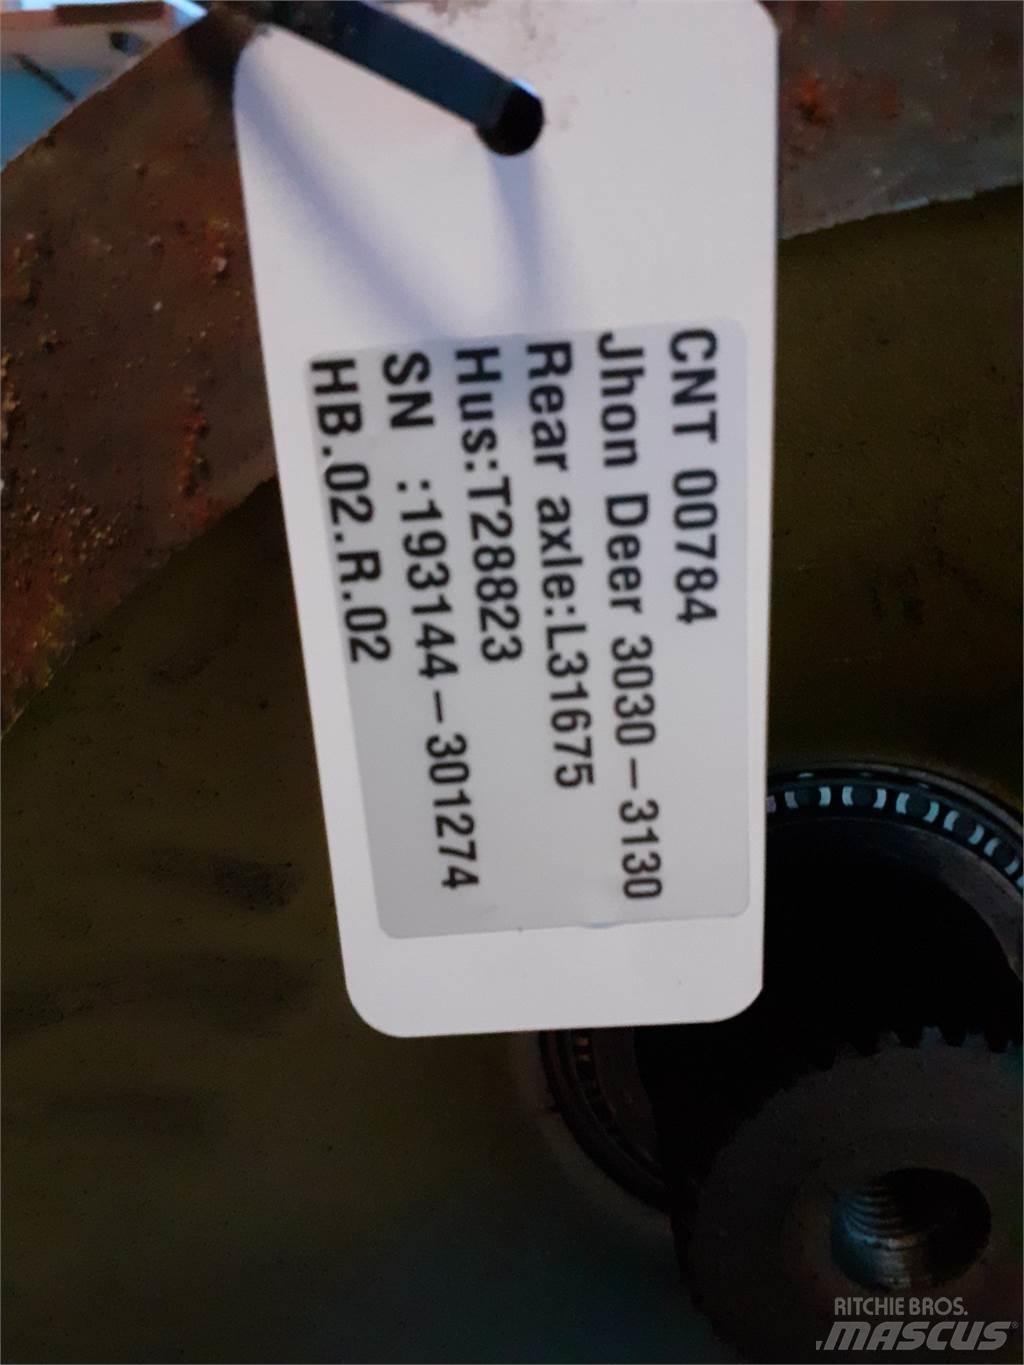 CNT 00784
Jhon Deer 3030-3130
Rear axle:L31675
Hus:T28823
SN :193144-301274
HB.02.R.02
RITCHIE BROS.
MASCUS